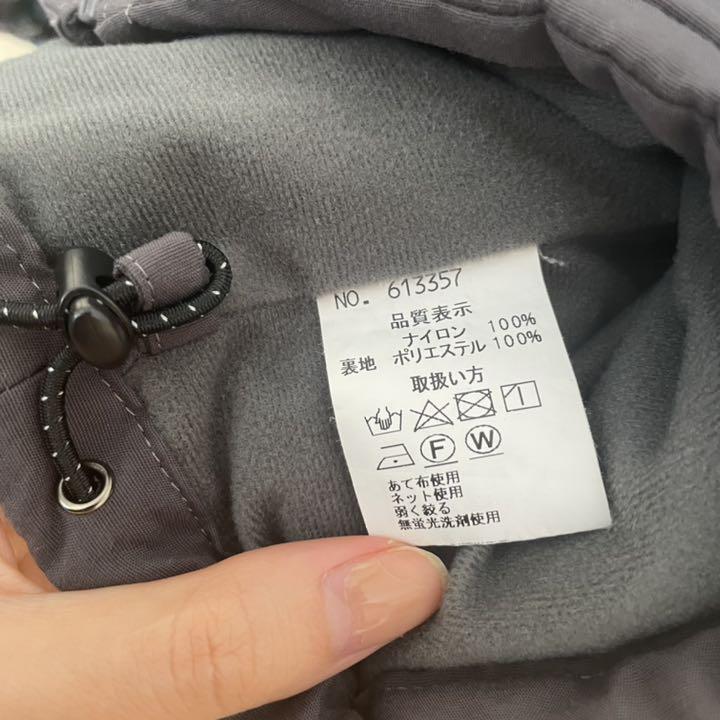 NO. 613357
品質表示
ナイロン 100%
裏地 ポリエステル 100%
取扱い方
F W
あて布使用
ネット使用
弱く絞る
無蛍光洗剤使用